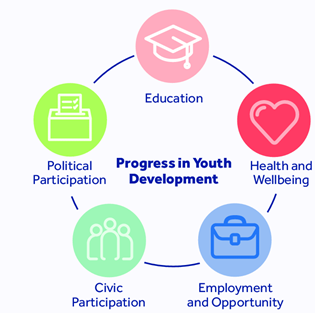 Education
Political
Participation
Progress in Youth
Development
Health and
Wellbeing
Civic
Participation
Employment
and Opportunity